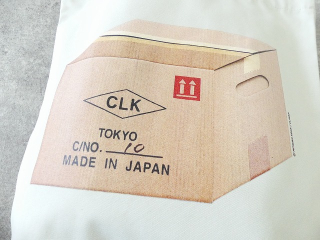 CLK
TOKYO
C/NO. 10
MADE IN JAPAN